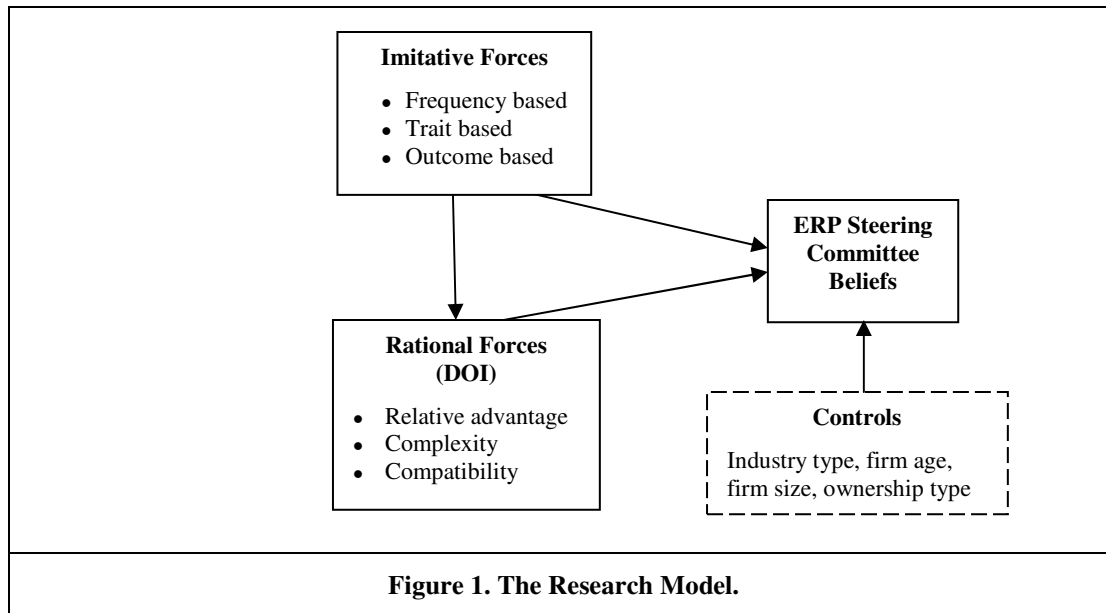 Imitative Forces
• Frequency based
• Trait based
• Outcome based
ERP Steering
Committee
Beliefs
Rational Forces
(DOI)
• Relative advantage
• Complexity
• Compatibility
Controls
Industry type, firm age,
firm size, ownership type
Figure 1. The Research Model.